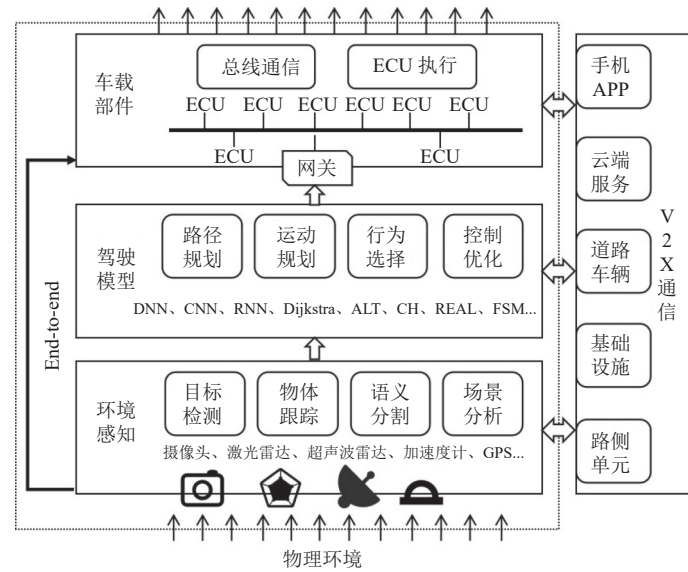 车载
部件
总线通信
ECU 执行
ECU ECU ECU ECU ECU ECU
ECU
ECU
网关
驾驶
模型
路径
规划
运动
规划
行为
选择
控制
优化
DNN、CNN、RNN、Dijkstra、ALT、CH、REAL、FSM...
环境
感知
目标
检测
物体
跟踪
语义
分割
场景
分析
摄像头、激光雷达、超声波雷达、加速度计、GPS...
物理环境
End-to-end
手机
APP
云端
服务
道路
车辆
基础
设施
路侧
单元
V2X通信